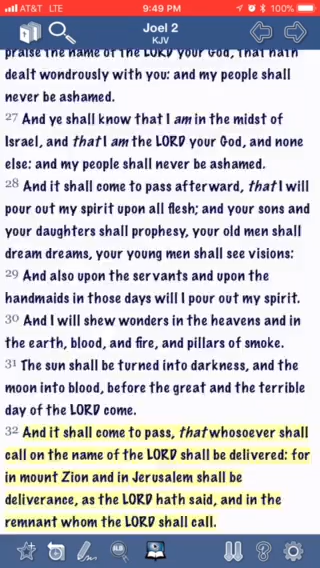 AT&T LTE 9:49 PM 100%
Joel 2
KJV
praise the name of the LORD your God, that hath
dealt wondrously with you: and my people shall
never be ashamed.
27 And ye shall know that I am in the midst of
Israel, and that I am the LORD your God, and none
else: and my people shall never be ashamed.
28 And it shall come to pass afterward, that I will
pour out my spirit upon all flesh; and your sons and
your daughters shall prophesy, your old men shall
dream dreams, your young men shall see visions:
29 And also upon the servants and upon the
handmaids in those days will I pour out my spirit.
30 And I will shew wonders in the heavens and in
the earth, blood, and fire, and pillars of smoke.
31 The sun shall be turned into darkness, and the
moon into blood, before the great and the terrible
day of the LORD come.
32 And it shall come to pass, that whosoever shall
call on the name of the LORD shall be delivered: for
in mount Zion and in Jerusalem shall be
deliverance, as the LORD hath said, and in the
remnant whom the LORD shall call.